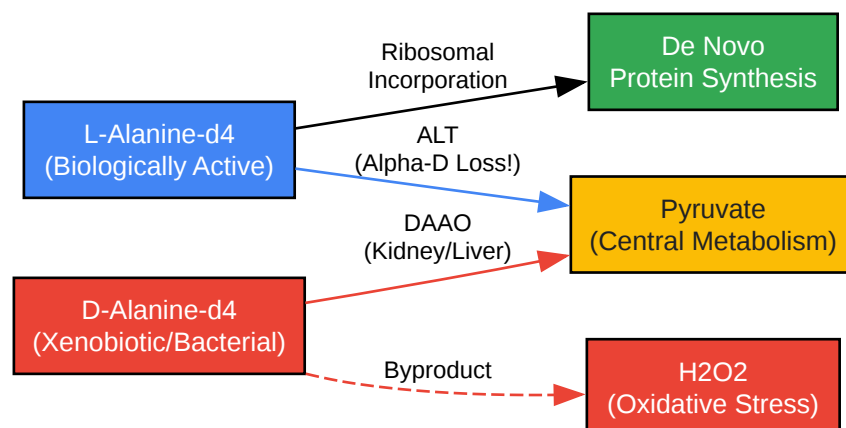 Ribosomal
Incorporation
De Novo
Protein Synthesis
L-Alanine-d4
(Biologically Active)
ALT
(Alpha-D Loss!)
Pyruvate
(Central Metabolism)
DAAO
(Kidney/Liver)
D-Alanine-d4
(Xenobiotic/Bacterial)
Byproduct
H2O2
(Oxidative Stress)